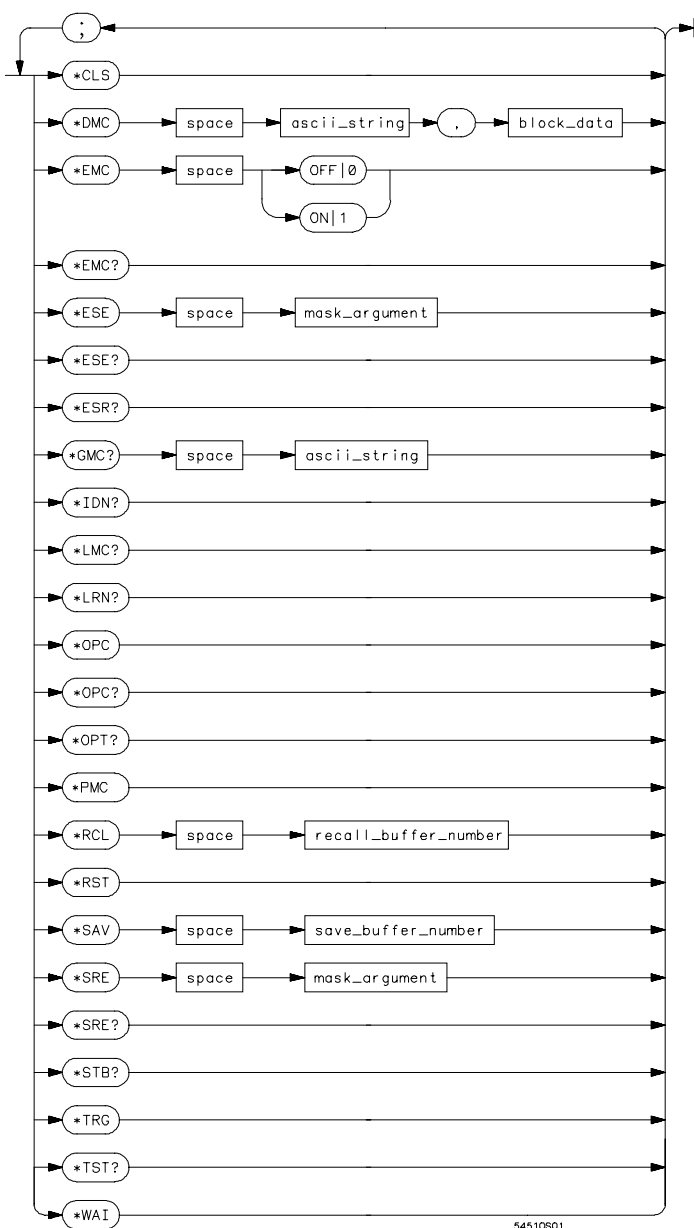 ;
*CLS
*DMC space ascii_string , block_data
*EMC space OFF|0
ON|1
*EMC?
*ESE space mask_argument
*ESE?
*ESR?
*GMC? space ascii_string
*IDN?
*LMC?
*LRN?
*OPC
*OPC?
*OPT?
*PMC
*RCL space recall_buffer_number
*RST
*SAV space save_buffer_number
*SRE space mask_argument
*SRE?
*STB?
*TRG
*TST?
*WAI
54510S01